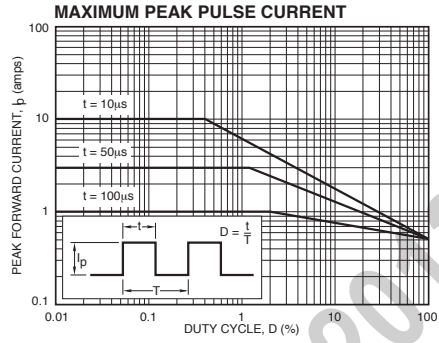 MAXIMUM PEAK PULSE CURRENT
PEAK FORWARD CURRENT, Ip (amps)
100
10
1
0.1
t = 10μs
t = 50μs
t = 100μs
t
Ip
T
D = t/T
0.01 0.1 1 10 100
DUTY CYCLE, D (%)